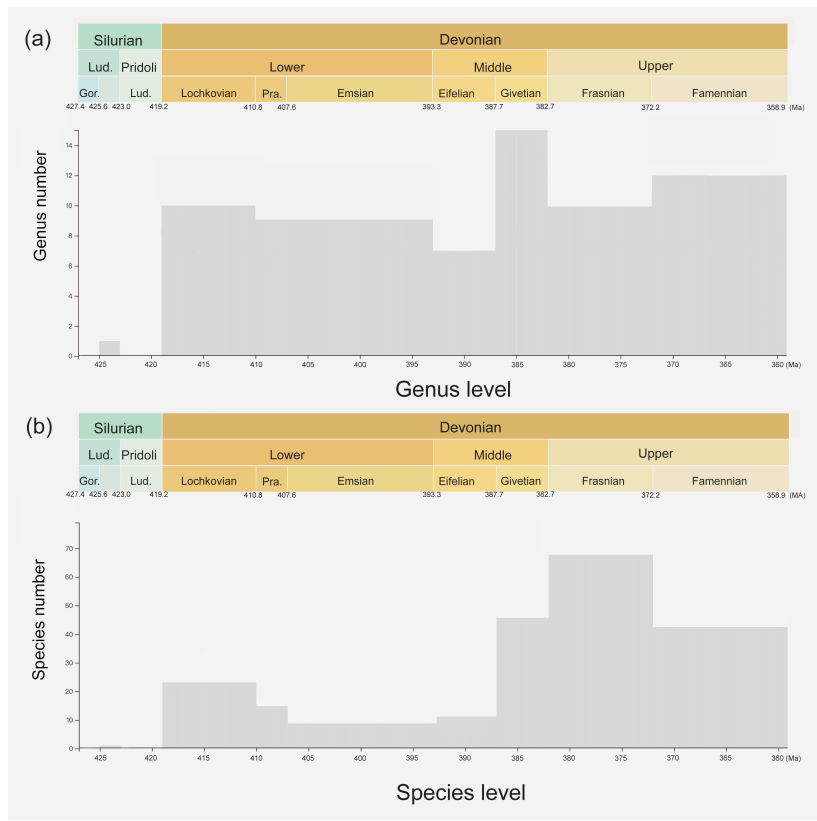 (a)
Silurian Devonian
Lud. Pridoli Lower Middle Upper
Gor. Lud. Lochkovian Pra. Emsian Eifelian Givetian Frasnian Famennian
427.4 425.6 423.0 419.2 410.8 407.6 393.3 387.7 382.7 372.2 358.9 (Ma)
Genus number
14
12
10
8
6
4
2
0
425 420 415 410 405 400 395 390 385 380 375 370 365 360 (Ma)
Genus level
(b)
Silurian Devonian
Lud. Pridoli Lower Middle Upper
Gor. Lud. Lochkovian Pra. Emsian Eifelian Givetian Frasnian Famennian
427.4 425.6 423.0 419.2 410.8 407.6 393.3 387.7 382.7 372.2 358.9 (MA)
Species number
70
60
50
40
30
20
10
0
425 420 415 410 405 400 395 390 385 380 375 370 365 360 (Ma)
Species level